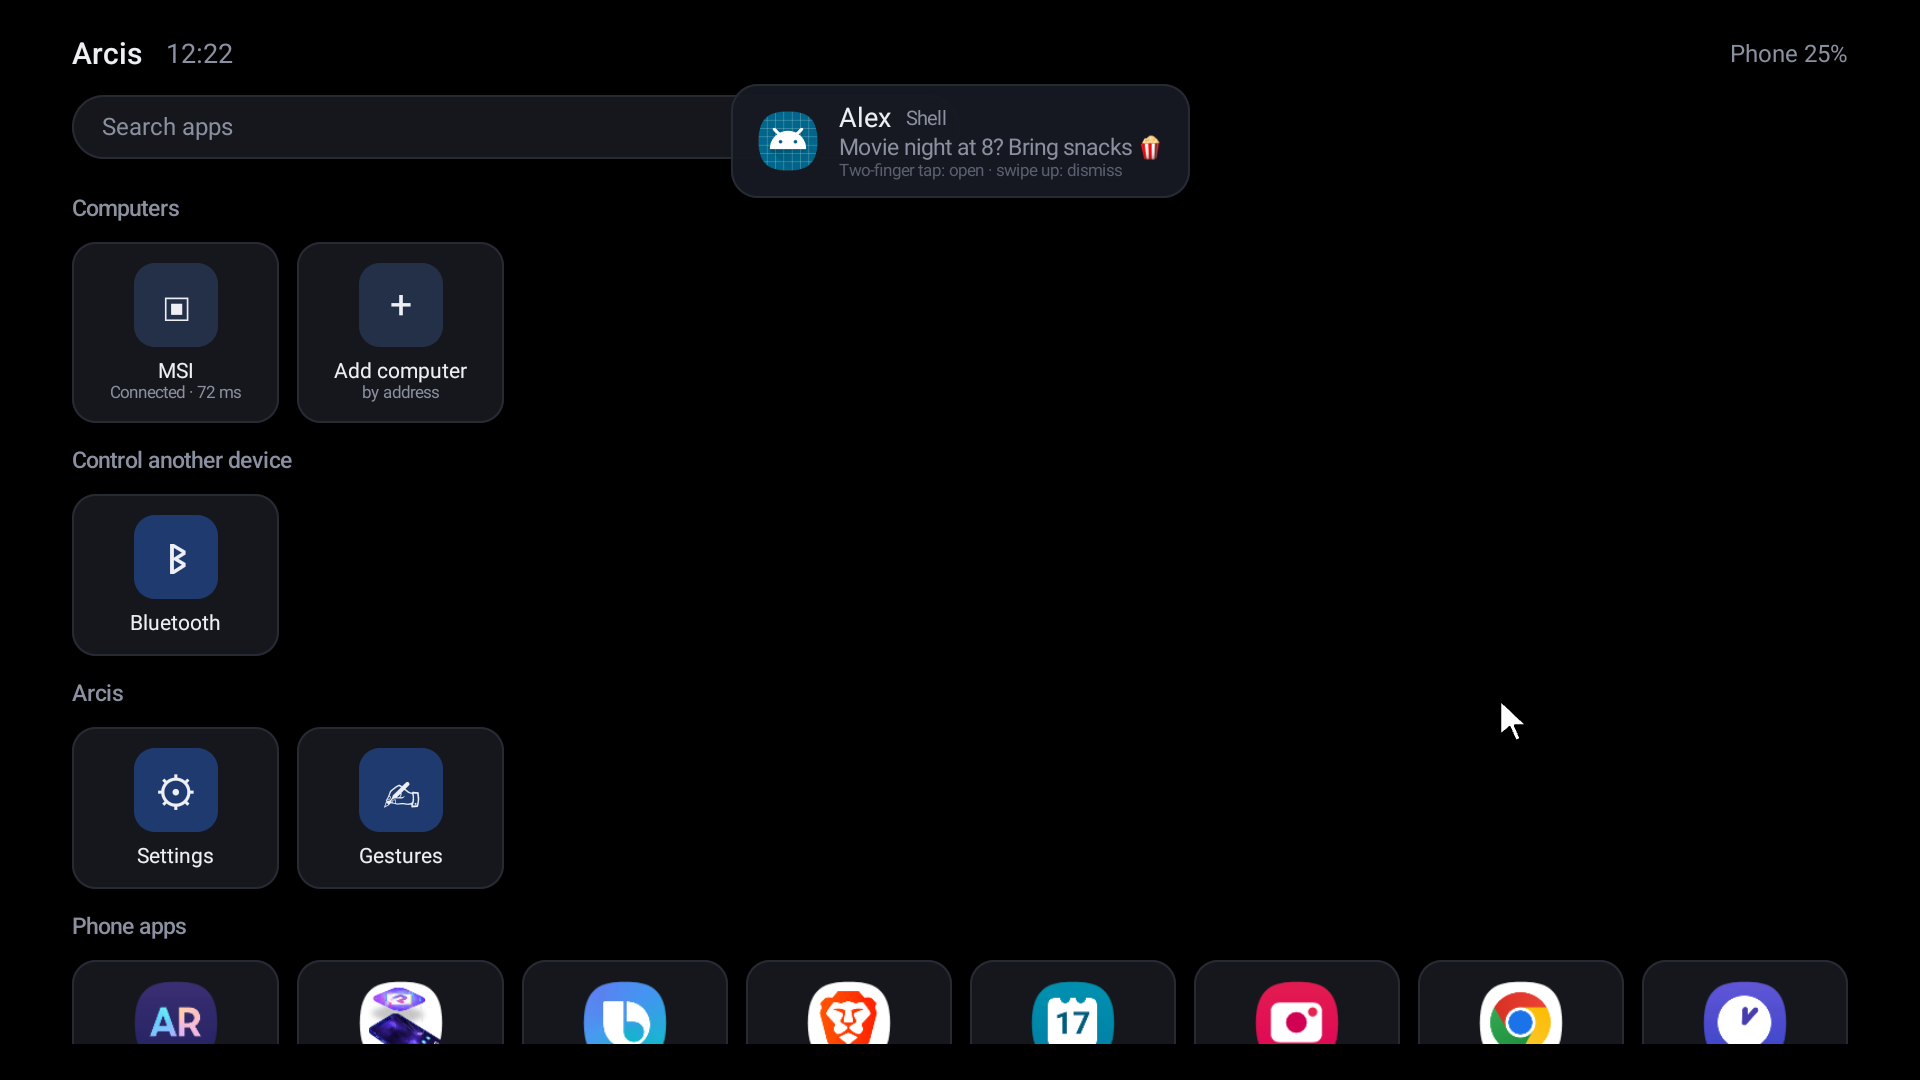 Arcis 12:22 Phone 25%
Search apps
Alex Shell
Movie night at 8? Bring snacks 🍿
Two-finger tap: open · swipe up: dismiss
Computers
MSI
Connected · 72 ms
Add computer
by address
Control another device
Bluetooth
Arcis
Settings
Gestures
Phone apps
AR
17